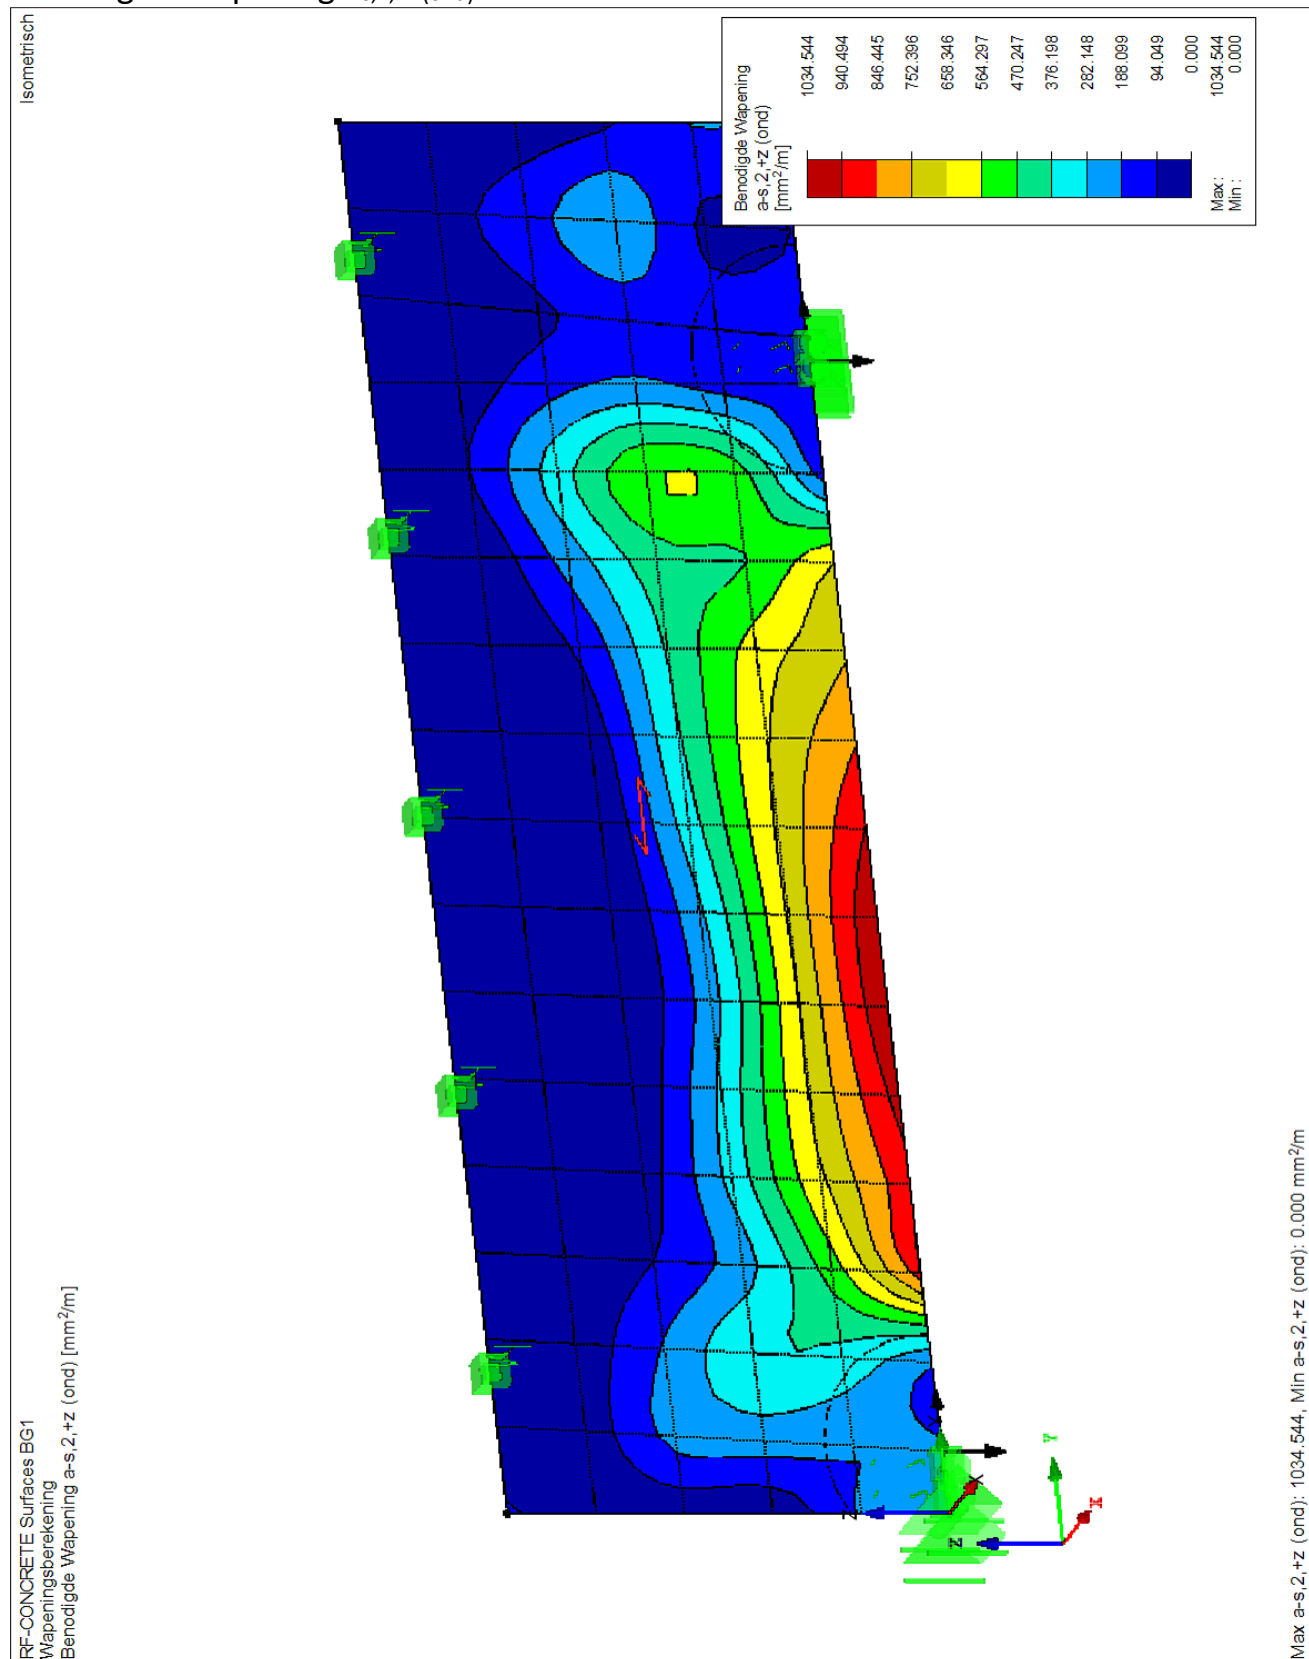 RF-CONCRETE Surfaces BG1
Wapeningsberekening
Benodigde Wapening a-s,2,+z (ond) [mm²/m]
Isometrisch
Benodigde Wapening
a-s,2,+z (ond)
[mm²/m]
1034.544
940.494
846.445
752.396
658.346
564.297
470.247
376.198
282.148
188.099
94.049
0.000
Max : 1034.544
Min : 0.000
Z
X
Z
Y
X
Max a-s,2,+z (ond): 1034.544, Min a-s,2,+z (ond): 0.000 mm²/m